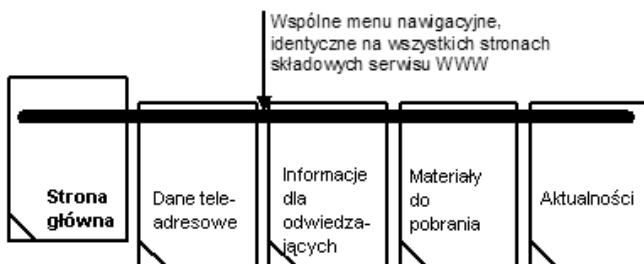 Wspólne menu nawigacyjne,
identyczne na wszystkich stronach
składowych serwisu WWW
Strona
główna
Dane tele-
adresowe
Informacje
dla
odwiedza-
jących
Materiały
do
pobrania
Aktualności